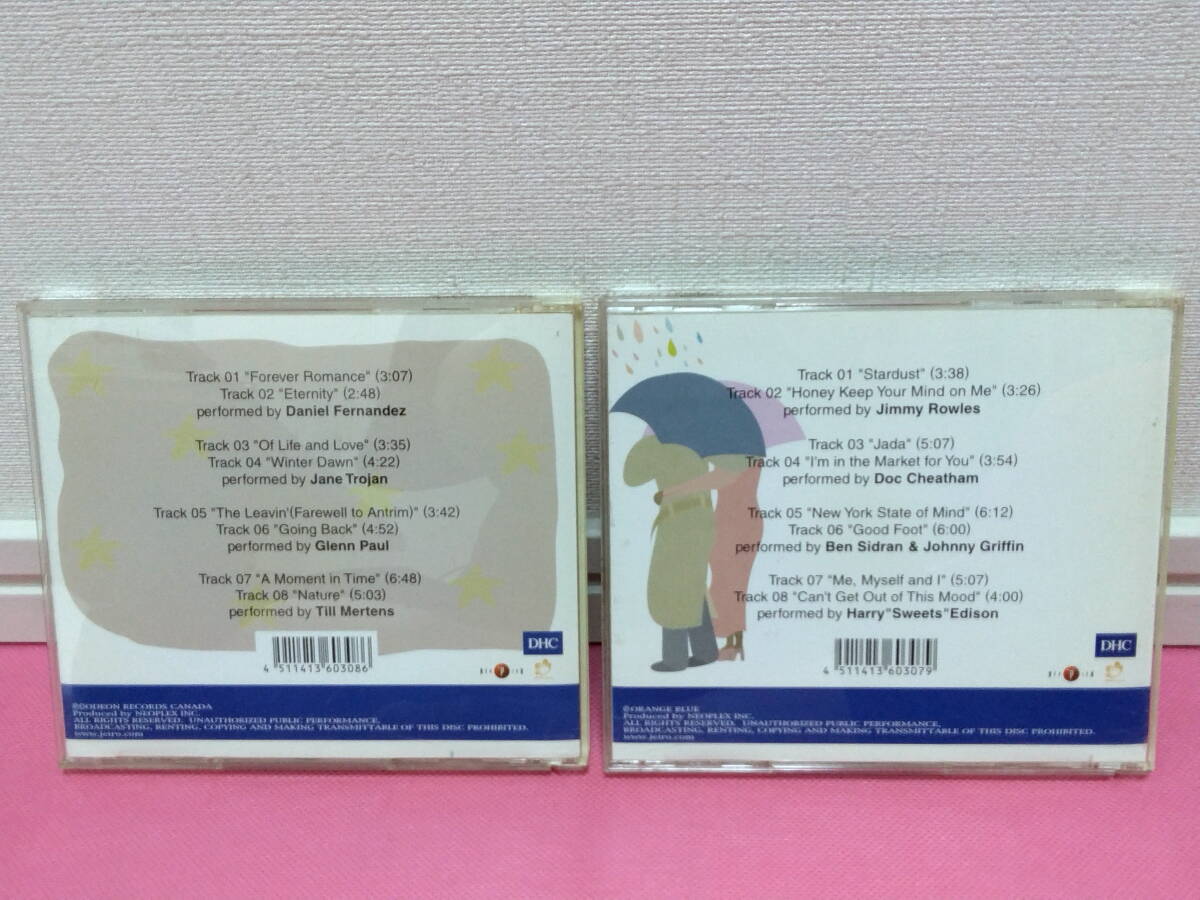 Track 01 "Forever Romance" (3:07)
Track 02 "Eternity" (2:48)
performed by Daniel Fernandez
Track 03 "Of Life and Love" (3:35)
Track 04 "Winter Dawn" (4:22)
performed by Jane Trojan
Track 05 "The Leavin'(Farewell to Antrim)" (3:42)
Track 06 "Going Back" (4:52)
performed by Glenn Paul
Track 07 "A Moment in Time" (6:48)
Track 08 "Nature" (5:03)
performed by Till Mertens
DHC
4 511413 603086
℗©ODEON RECORDS CANADA
Produced by NEOPLEX INC.
ALL RIGHTS RESERVED. UNAUTHORIZED PUBLIC PERFORMANCE,
BROADCASTING, RENTING, COPYING AND MAKING TRANSMITTABLE OF THIS DISC PROHIBITED.
www.jetro.com
Track 01 "Stardust" (3:38)
Track 02 "Honey Keep Your Mind on Me" (3:26)
performed by Jimmy Rowles
Track 03 "Jada" (5:07)
Track 04 "I'm in the Market for You" (3:54)
performed by Doc Cheatham
Track 05 "New York State of Mind" (6:12)
Track 06 "Good Foot" (6:00)
performed by Ben Sidran & Johnny Griffin
Track 07 "Me, Myself and I" (5:07)
Track 08 "Can't Get Out of This Mood" (4:00)
performed by Harry"Sweets"Edison
DHC
4 511413 603079
℗©ORANGE BLUE
Produced by NEOPLEX INC.
ALL RIGHTS RESERVED. UNAUTHORIZED PUBLIC PERFORMANCE,
BROADCASTING, RENTING, COPYING AND MAKING TRANSMITTABLE OF THIS DISC PROHIBITED.
www.jetro.com